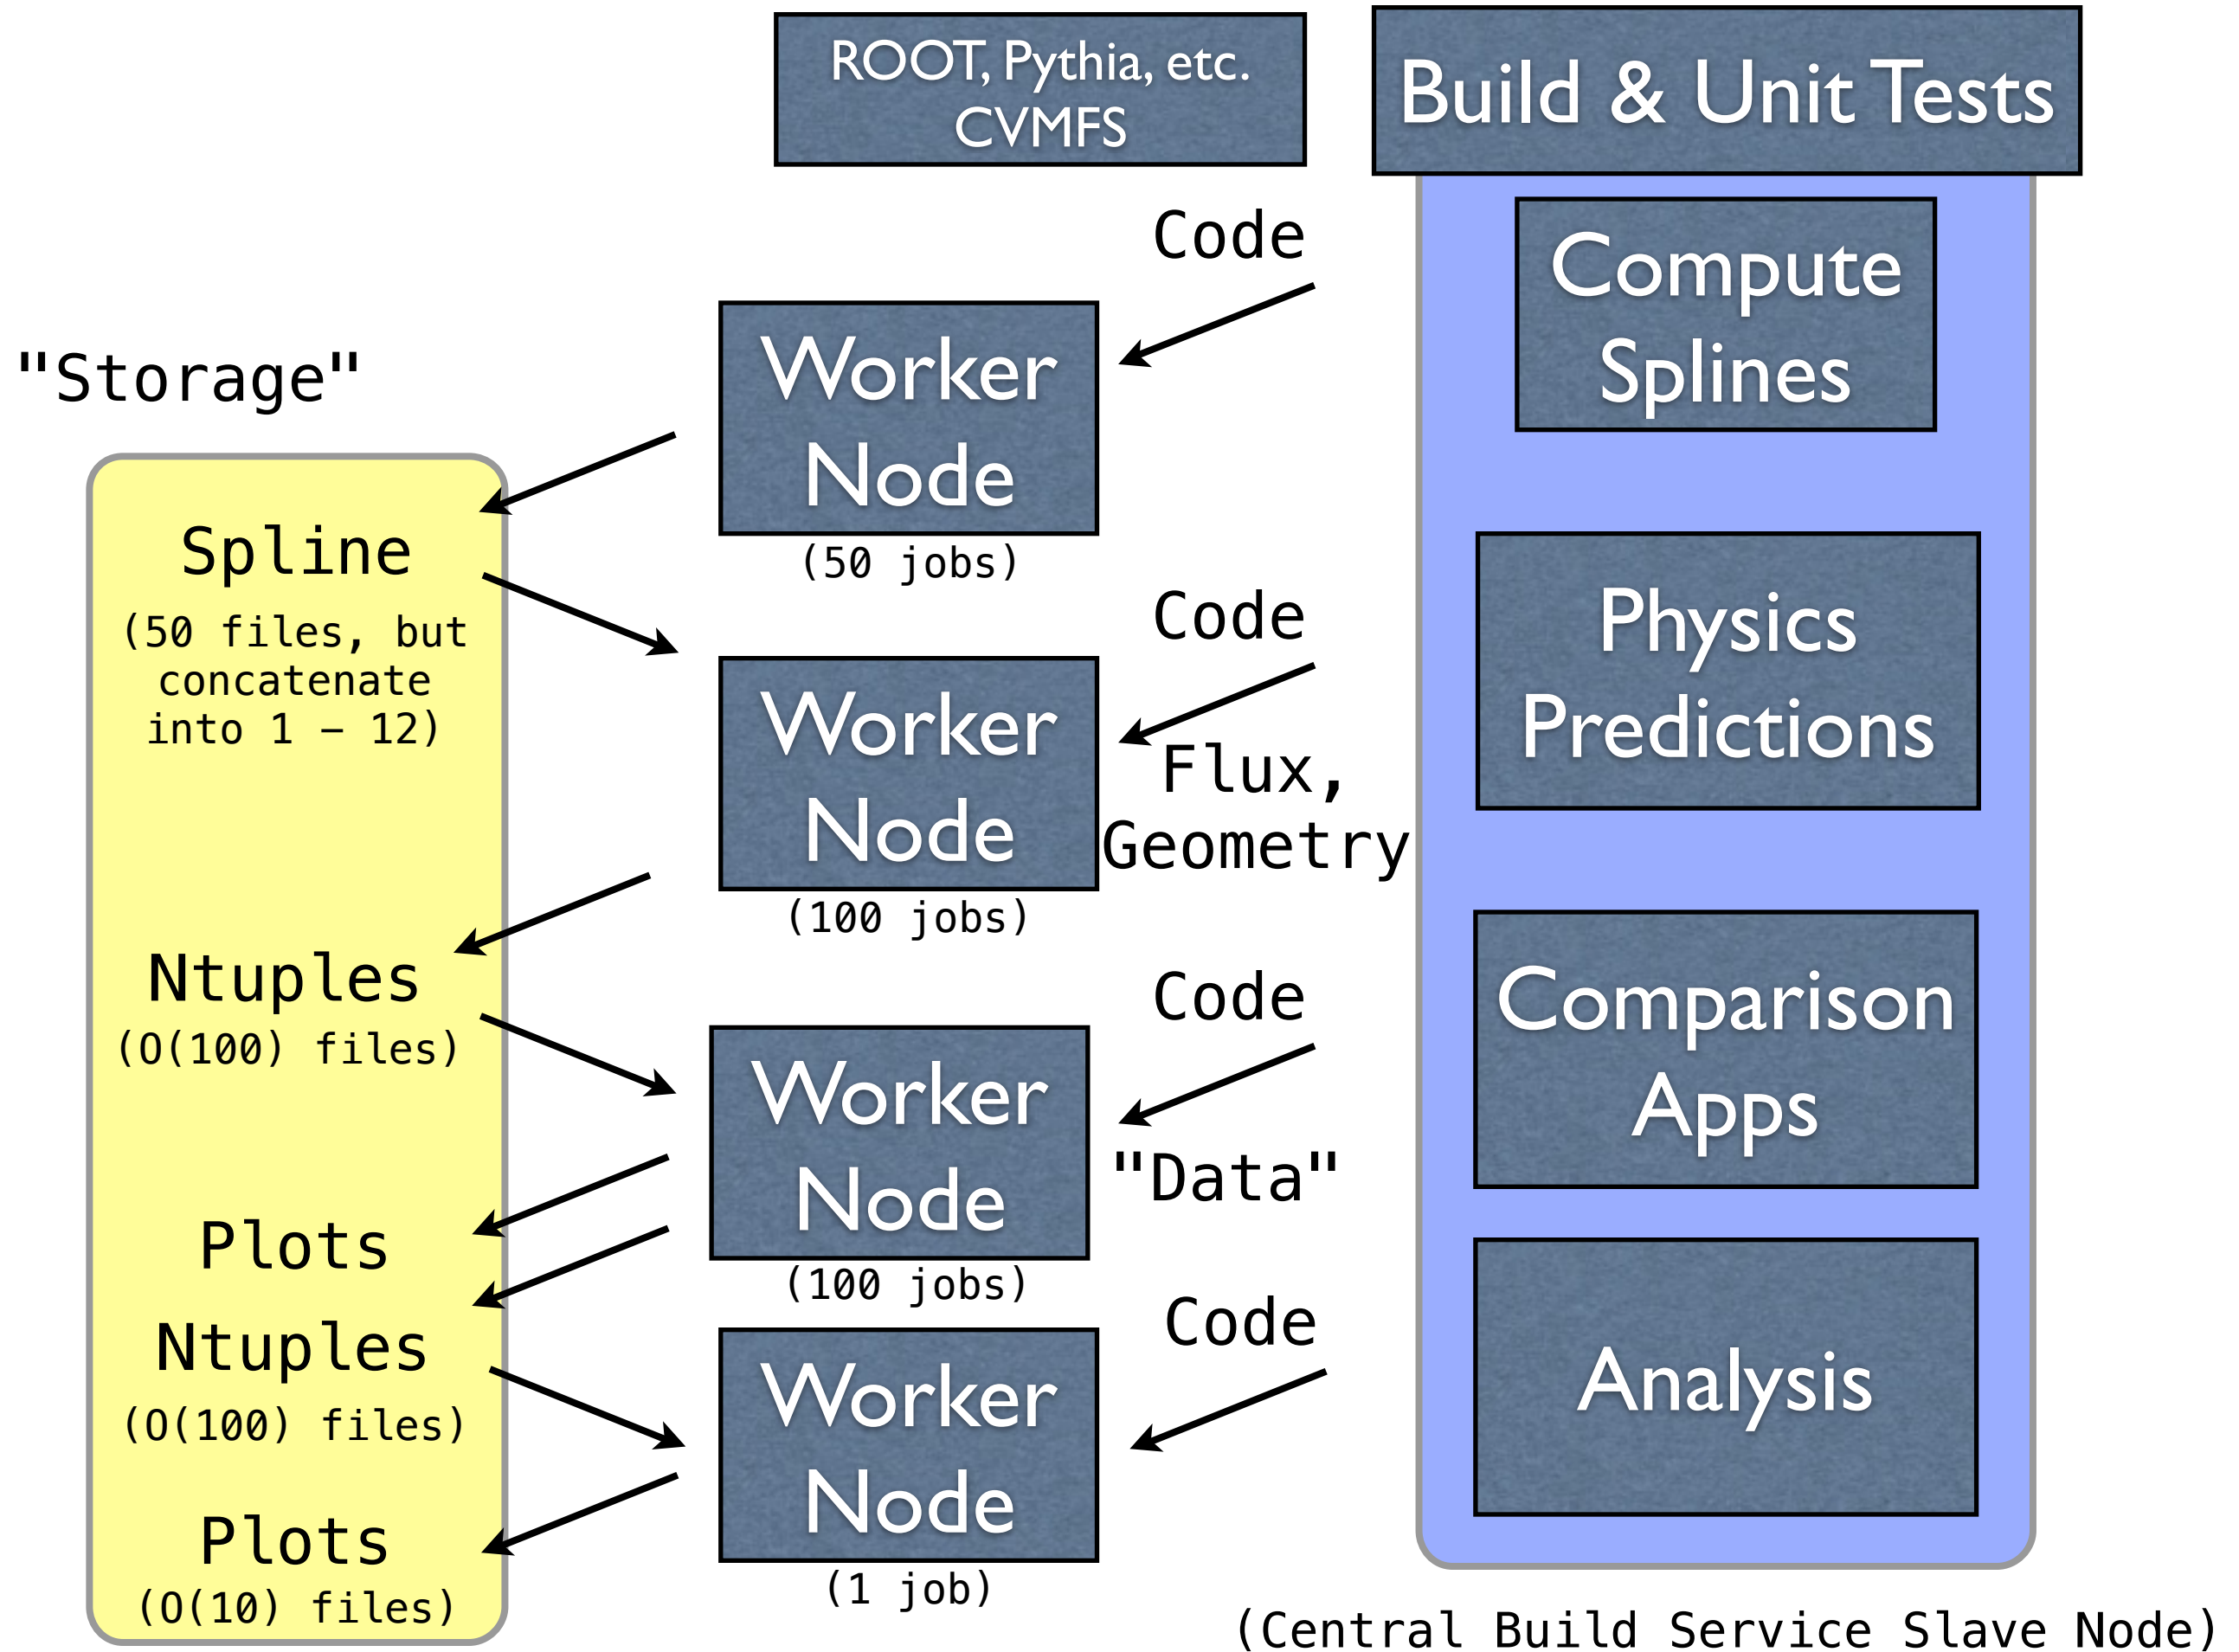 ROOT, Pythia, etc.
CVMFS
Build & Unit Tests
Code
Compute
Splines
"Storage"
Worker
Node
(50 jobs)
Spline
(50 files, but
concatenate
into 1 – 12)
Code
Physics
Predictions
Worker
Node
(100 jobs)
Flux,
Geometry
Ntuples
(O(100) files)
Code
Comparison
Apps
Worker
Node
(100 jobs)
"Data"
Plots
Ntuples
(O(100) files)
Code
Analysis
Worker
Node
(1 job)
Plots
(O(10) files)
(Central Build Service Slave Node)